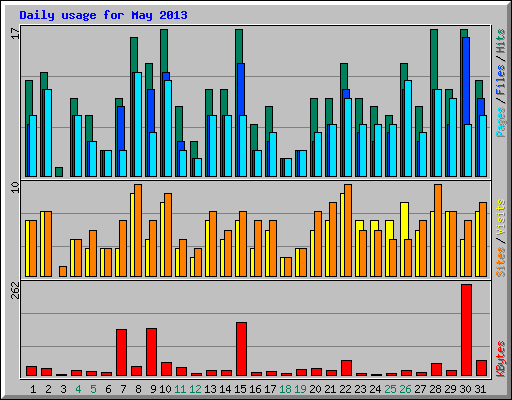 Daily usage for May 2013
17
Pages / Files / Hits
10
Sites / Visits
262
KBytes
1 2 3 4 5 6 7 8 9 10 11 12 13 14 15 16 17 18 19 20 21 22 23 24 25 26 27 28 29 30 31